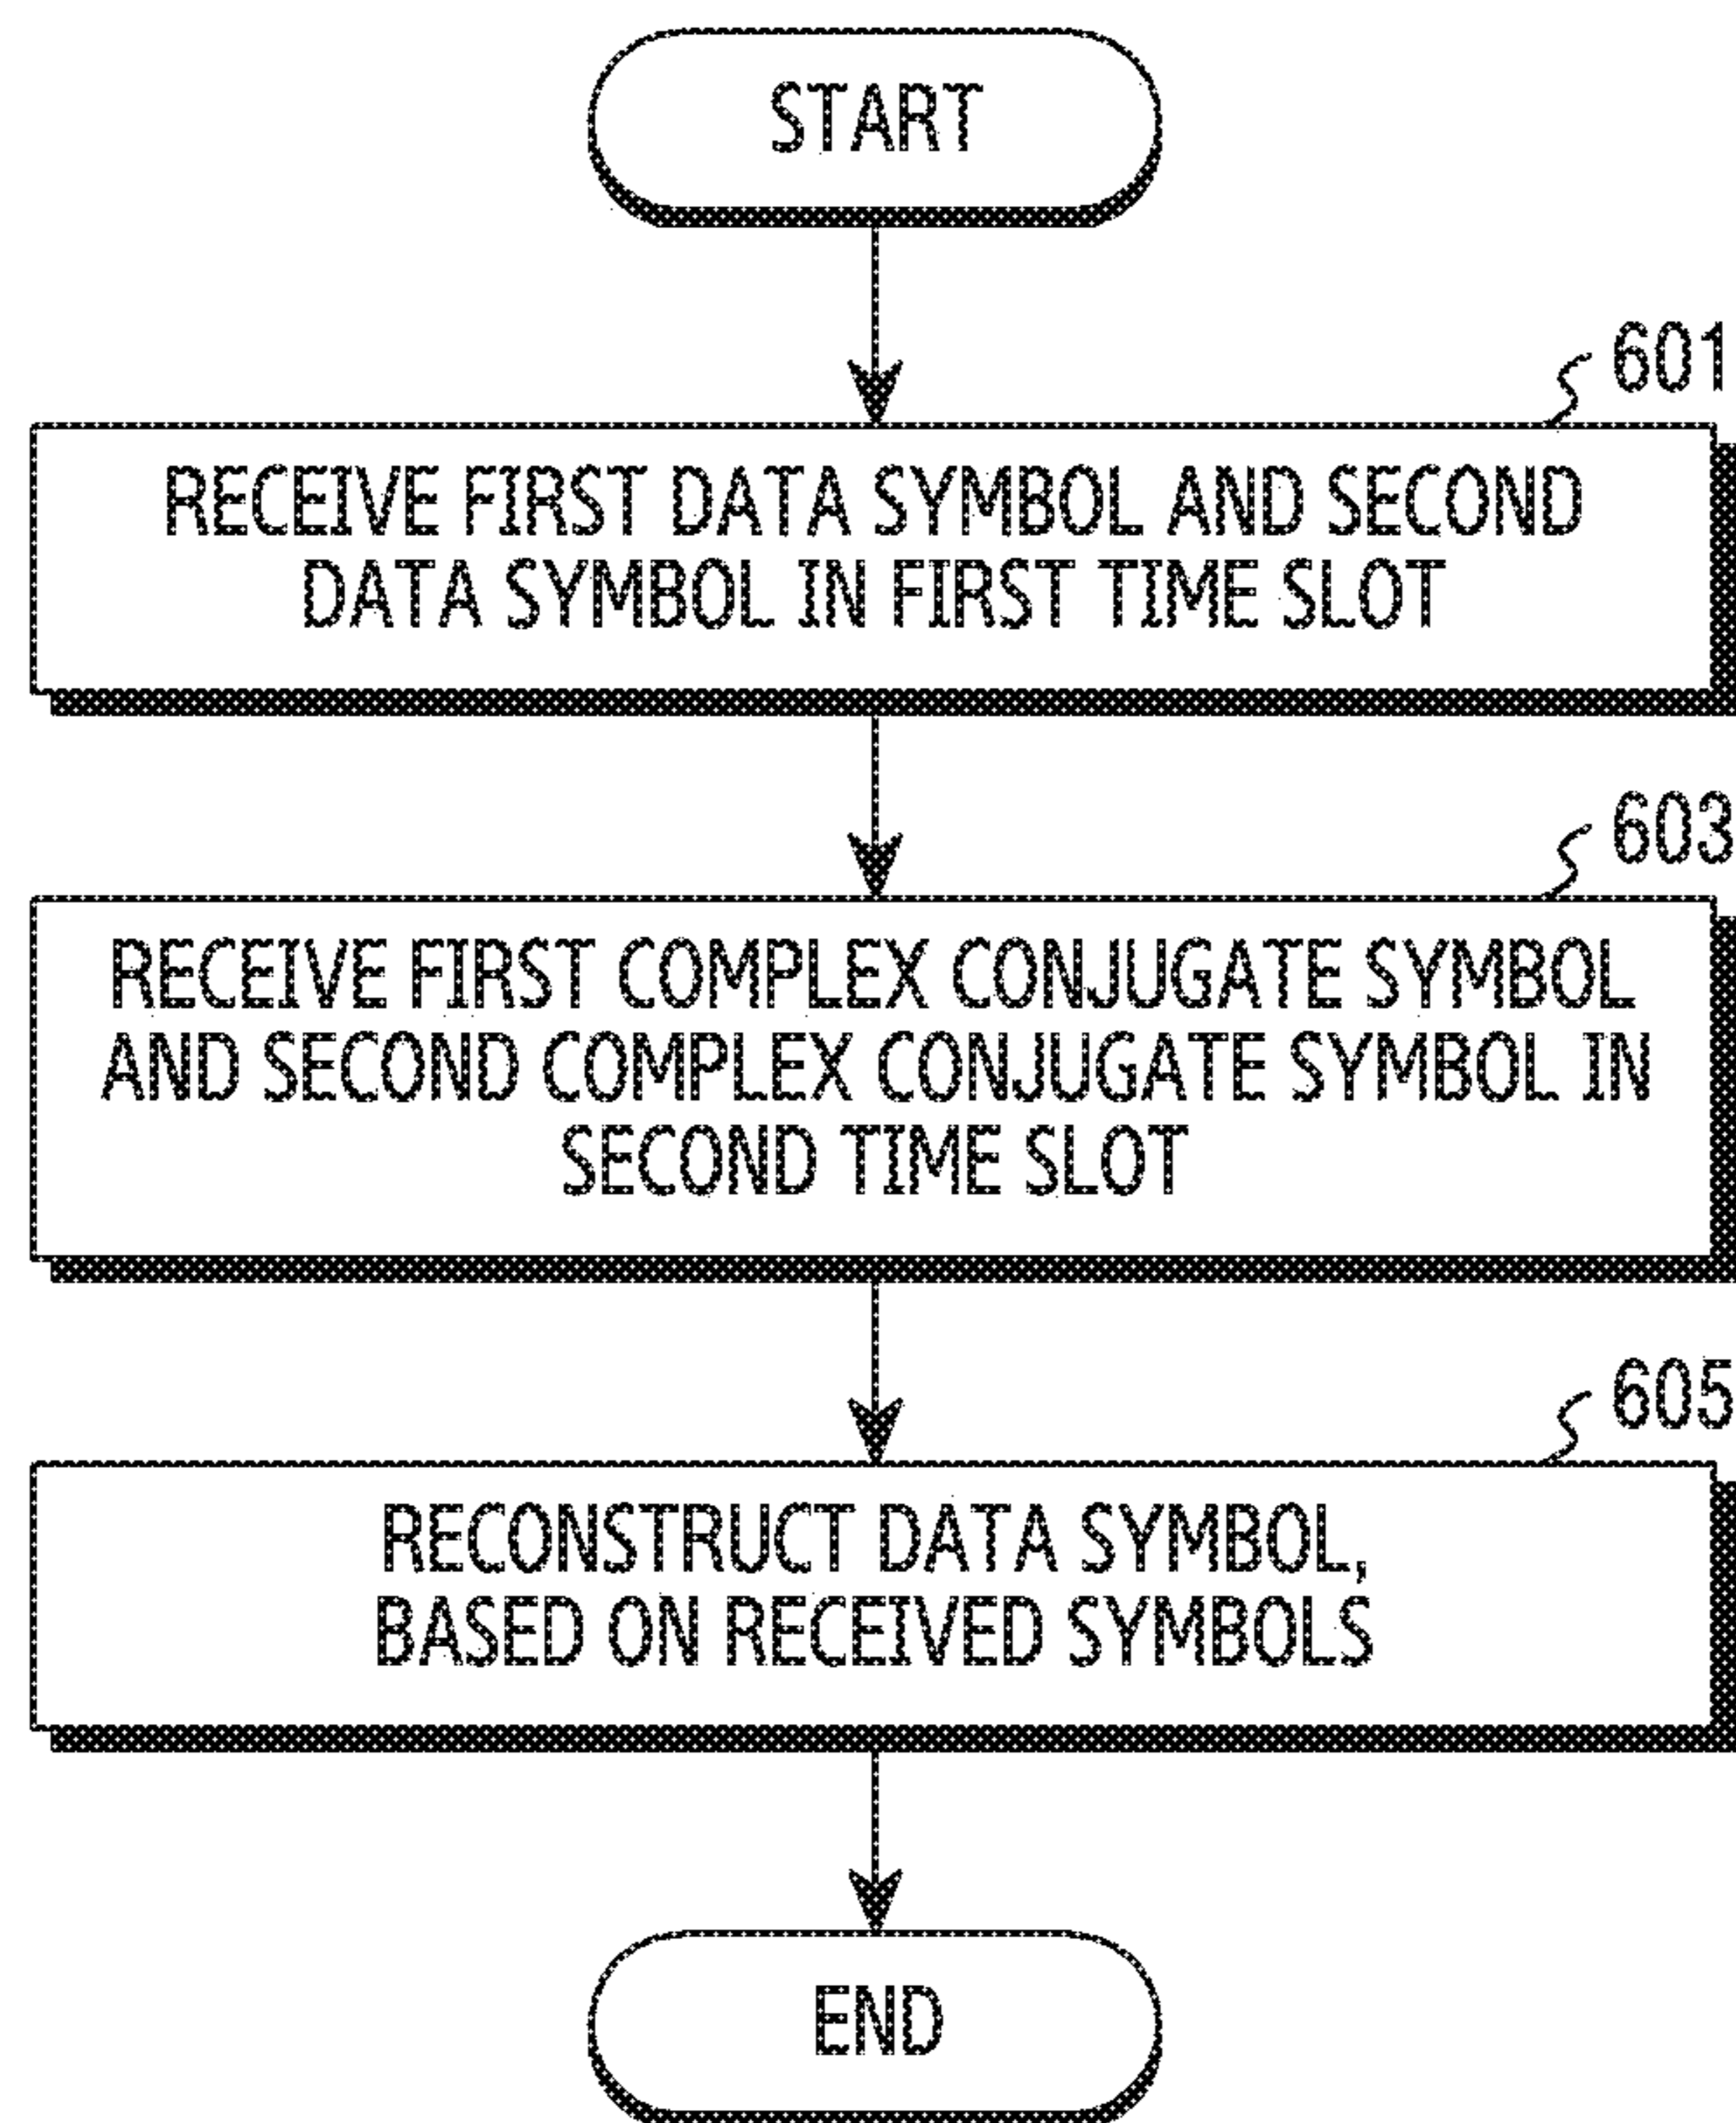 START
601
RECEIVE FIRST DATA SYMBOL AND SECOND
DATA SYMBOL IN FIRST TIME SLOT
603
RECEIVE FIRST COMPLEX CONJUGATE SYMBOL
AND SECOND COMPLEX CONJUGATE SYMBOL IN
SECOND TIME SLOT
605
RECONSTRUCT DATA SYMBOL,
BASED ON RECEIVED SYMBOLS
END